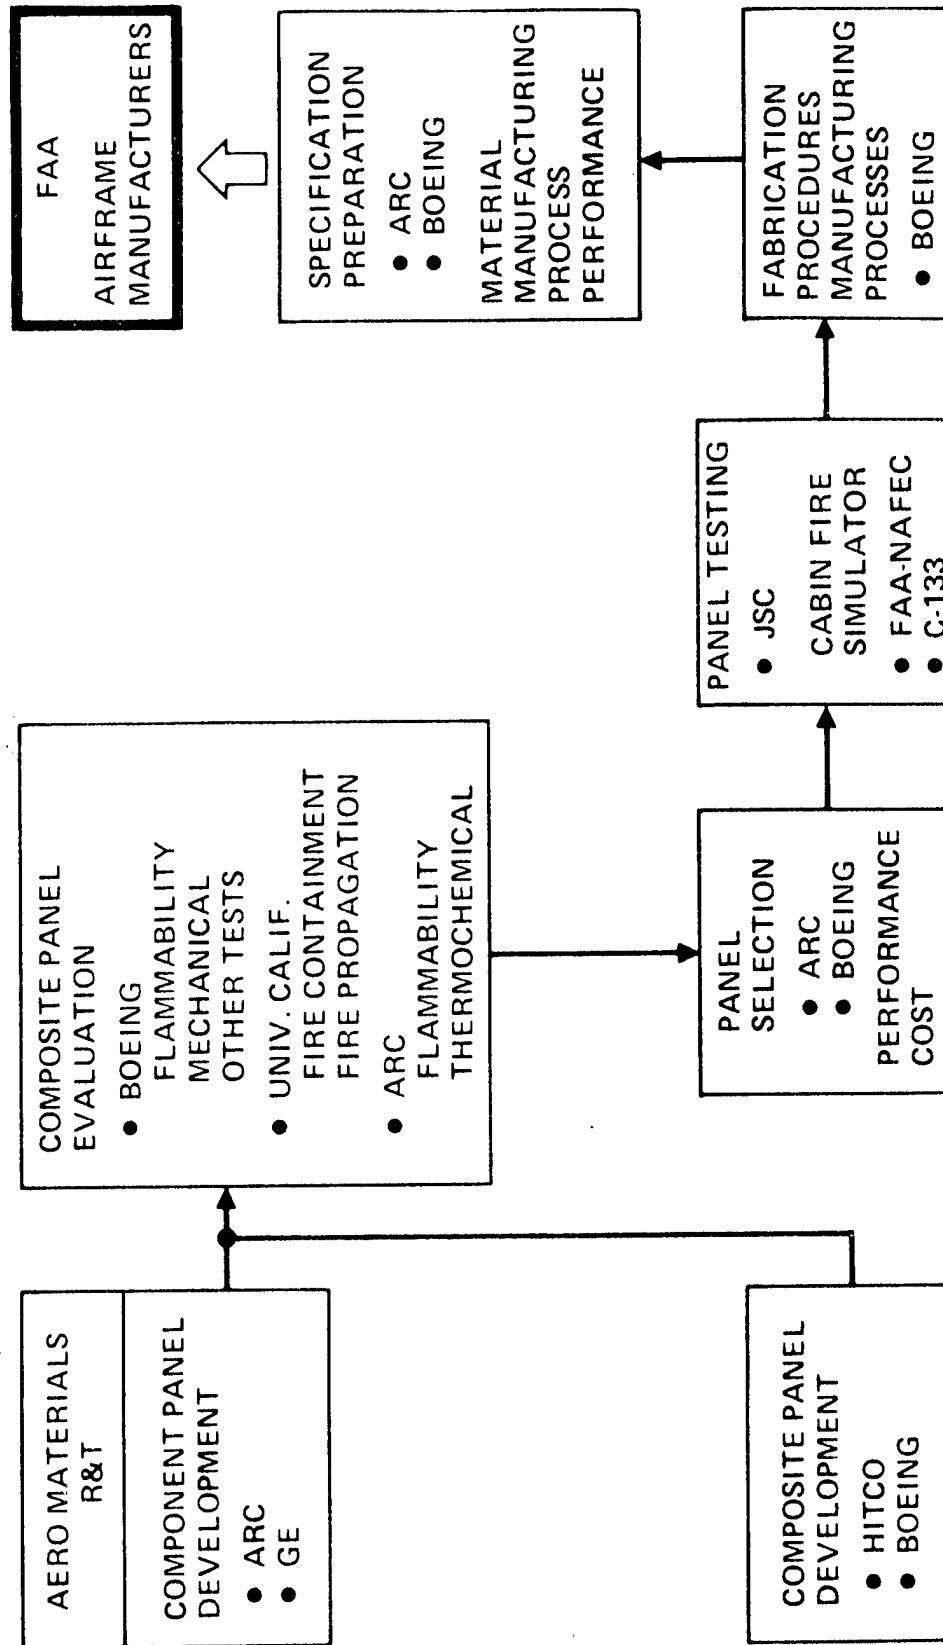 AERO MATERIALS
R&T
COMPONENT PANEL
DEVELOPMENT
● ARC
● GE
COMPOSITE PANEL
DEVELOPMENT
● HITCO
● BOEING
COMPOSITE PANEL
EVALUATION
● BOEING
FLAMMABILITY
MECHANICAL
OTHER TESTS
● UNIV. CALIF.
FIRE CONTAINMENT
FIRE PROPAGATION
● ARC
FLAMMABILITY
THERMOCHEMICAL
PANEL
SELECTION
● ARC
● BOEING
PERFORMANCE
COST
PANEL TESTING
● JSC
CABIN FIRE
SIMULATOR
● FAA-NAFEC
● C-133
FABRICATION
PROCEDURES
MANUFACTURING
PROCESSES
● BOEING
SPECIFICATION
PREPARATION
● ARC
● BOEING
MATERIAL
MANUFACTURING
PROCESS
PERFORMANCE
FAA
AIRFRAME
MANUFACTURERS